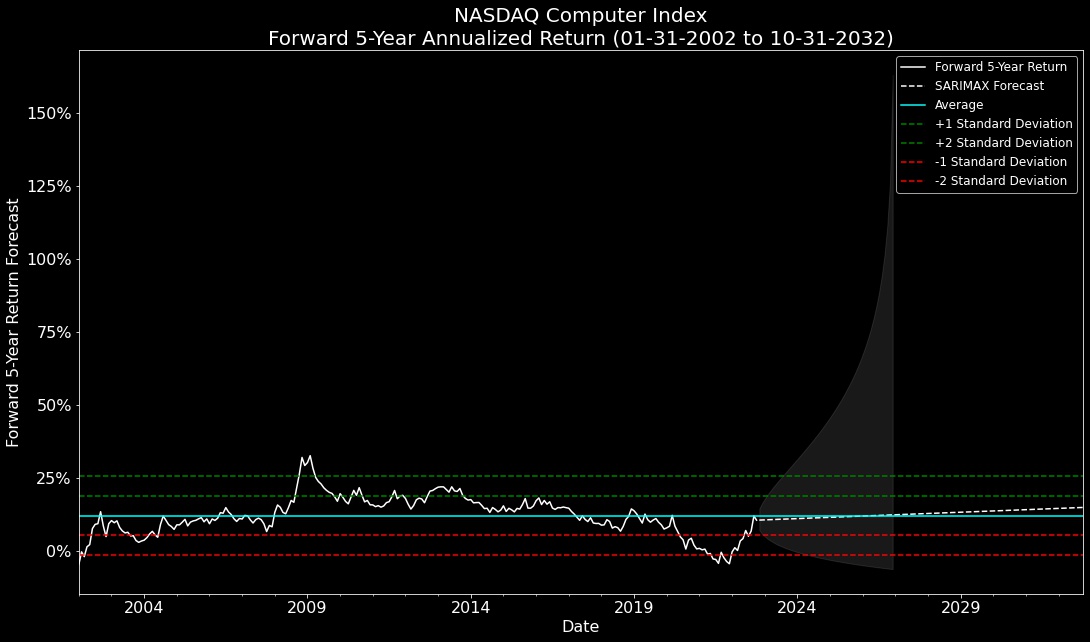 NASDAQ Computer Index
Forward 5-Year Annualized Return (01-31-2002 to 10-31-2032)
Forward 5-Year Return
SARIMAX Forecast
Average
+1 Standard Deviation
+2 Standard Deviation
-1 Standard Deviation
-2 Standard Deviation
Forward 5-Year Return Forecast
150%
125%
100%
75%
50%
25%
0%
2004 2009 2014 2019 2024 2029
Date